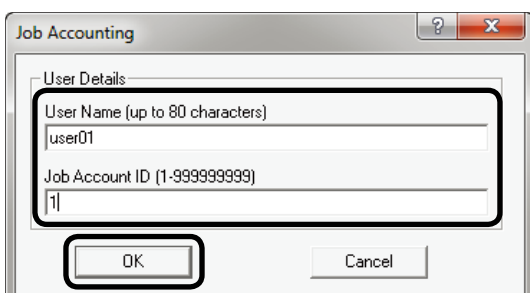 Job Accounting
User Details
User Name (up to 80 characters)
user01
Job Account ID (1-999999999)
1
OK Cancel